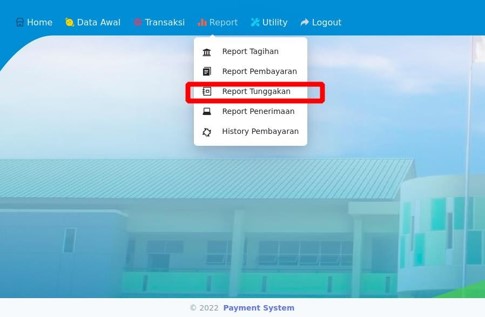 Home Data Awal Transaksi Report Utility Logout
Report Tagihan
Report Pembayaran
Report Tunggakan
Report Penerimaan
History Pembayaran
© 2022 Payment System